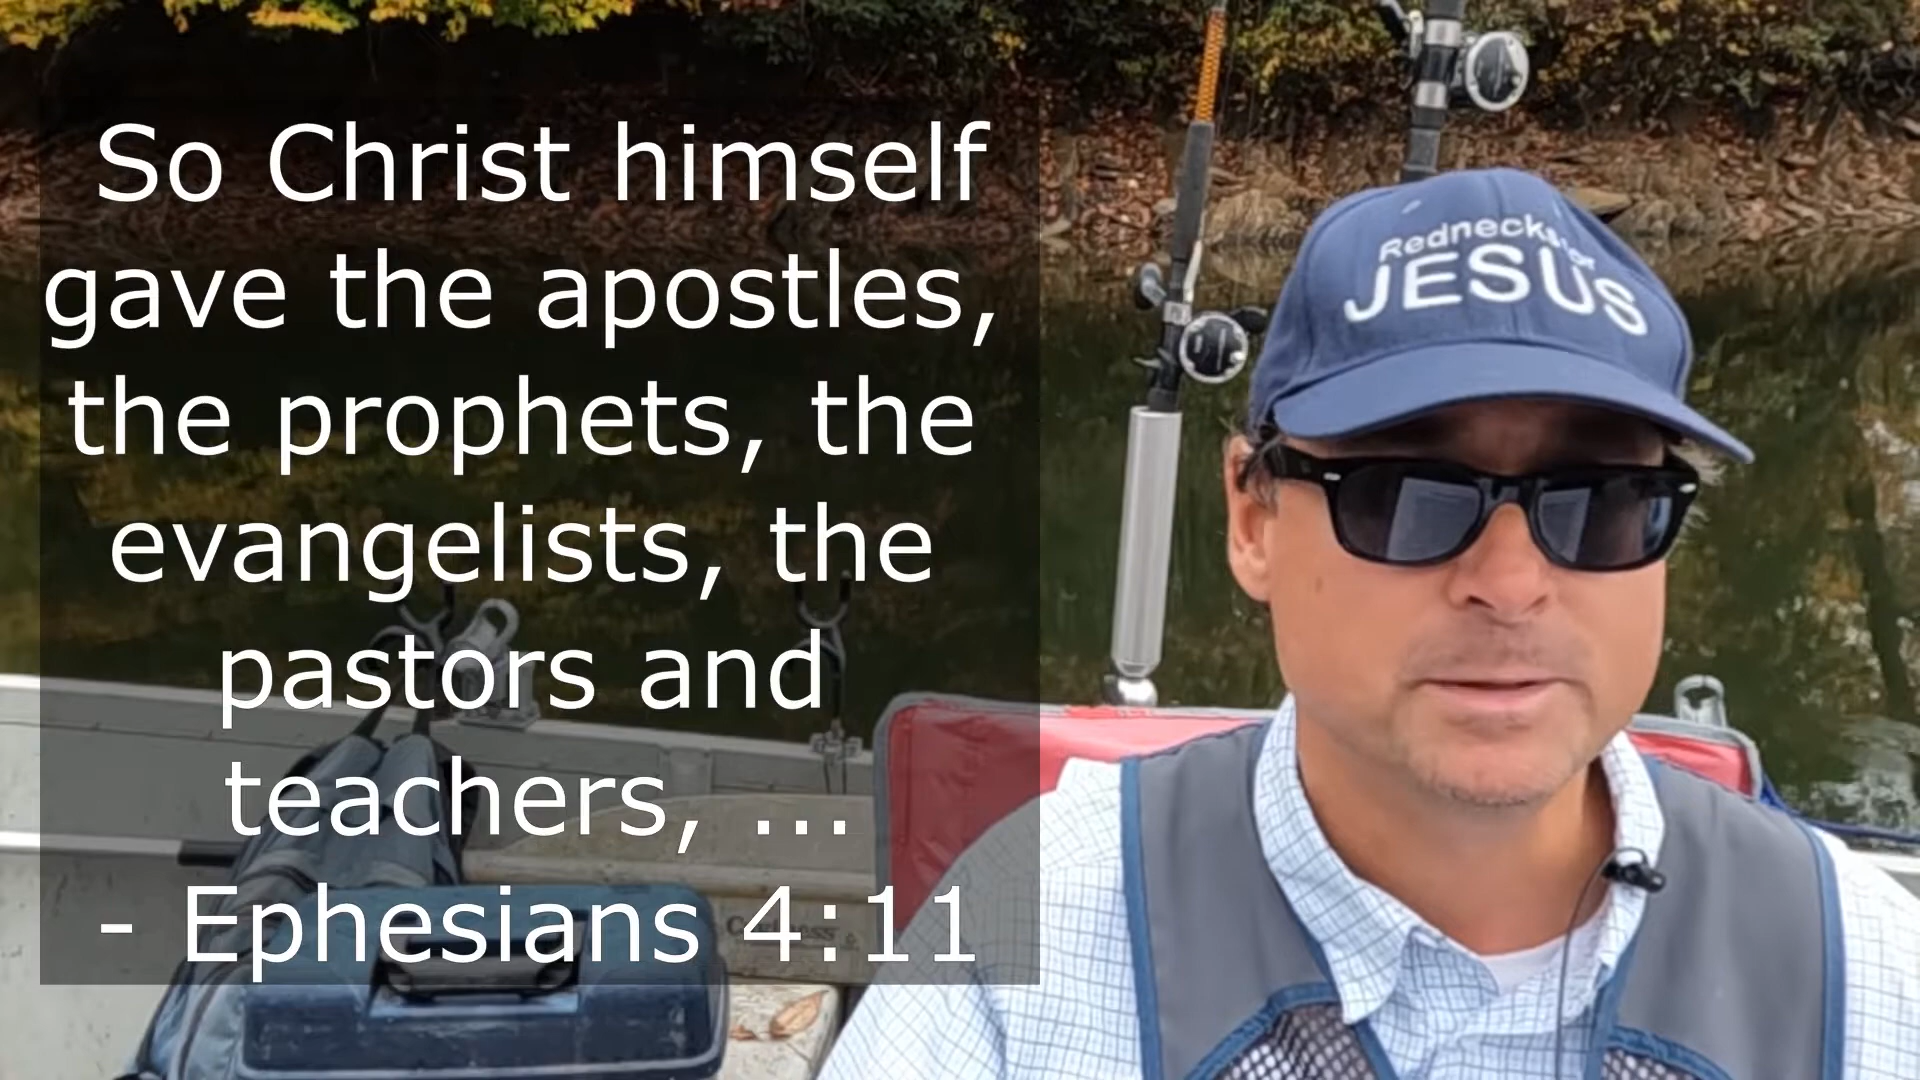 So Christ himself
gave the apostles,
the prophets, the
evangelists, the
pastors and
teachers, ...
- Ephesians 4:11
Rednecks for
JESUS